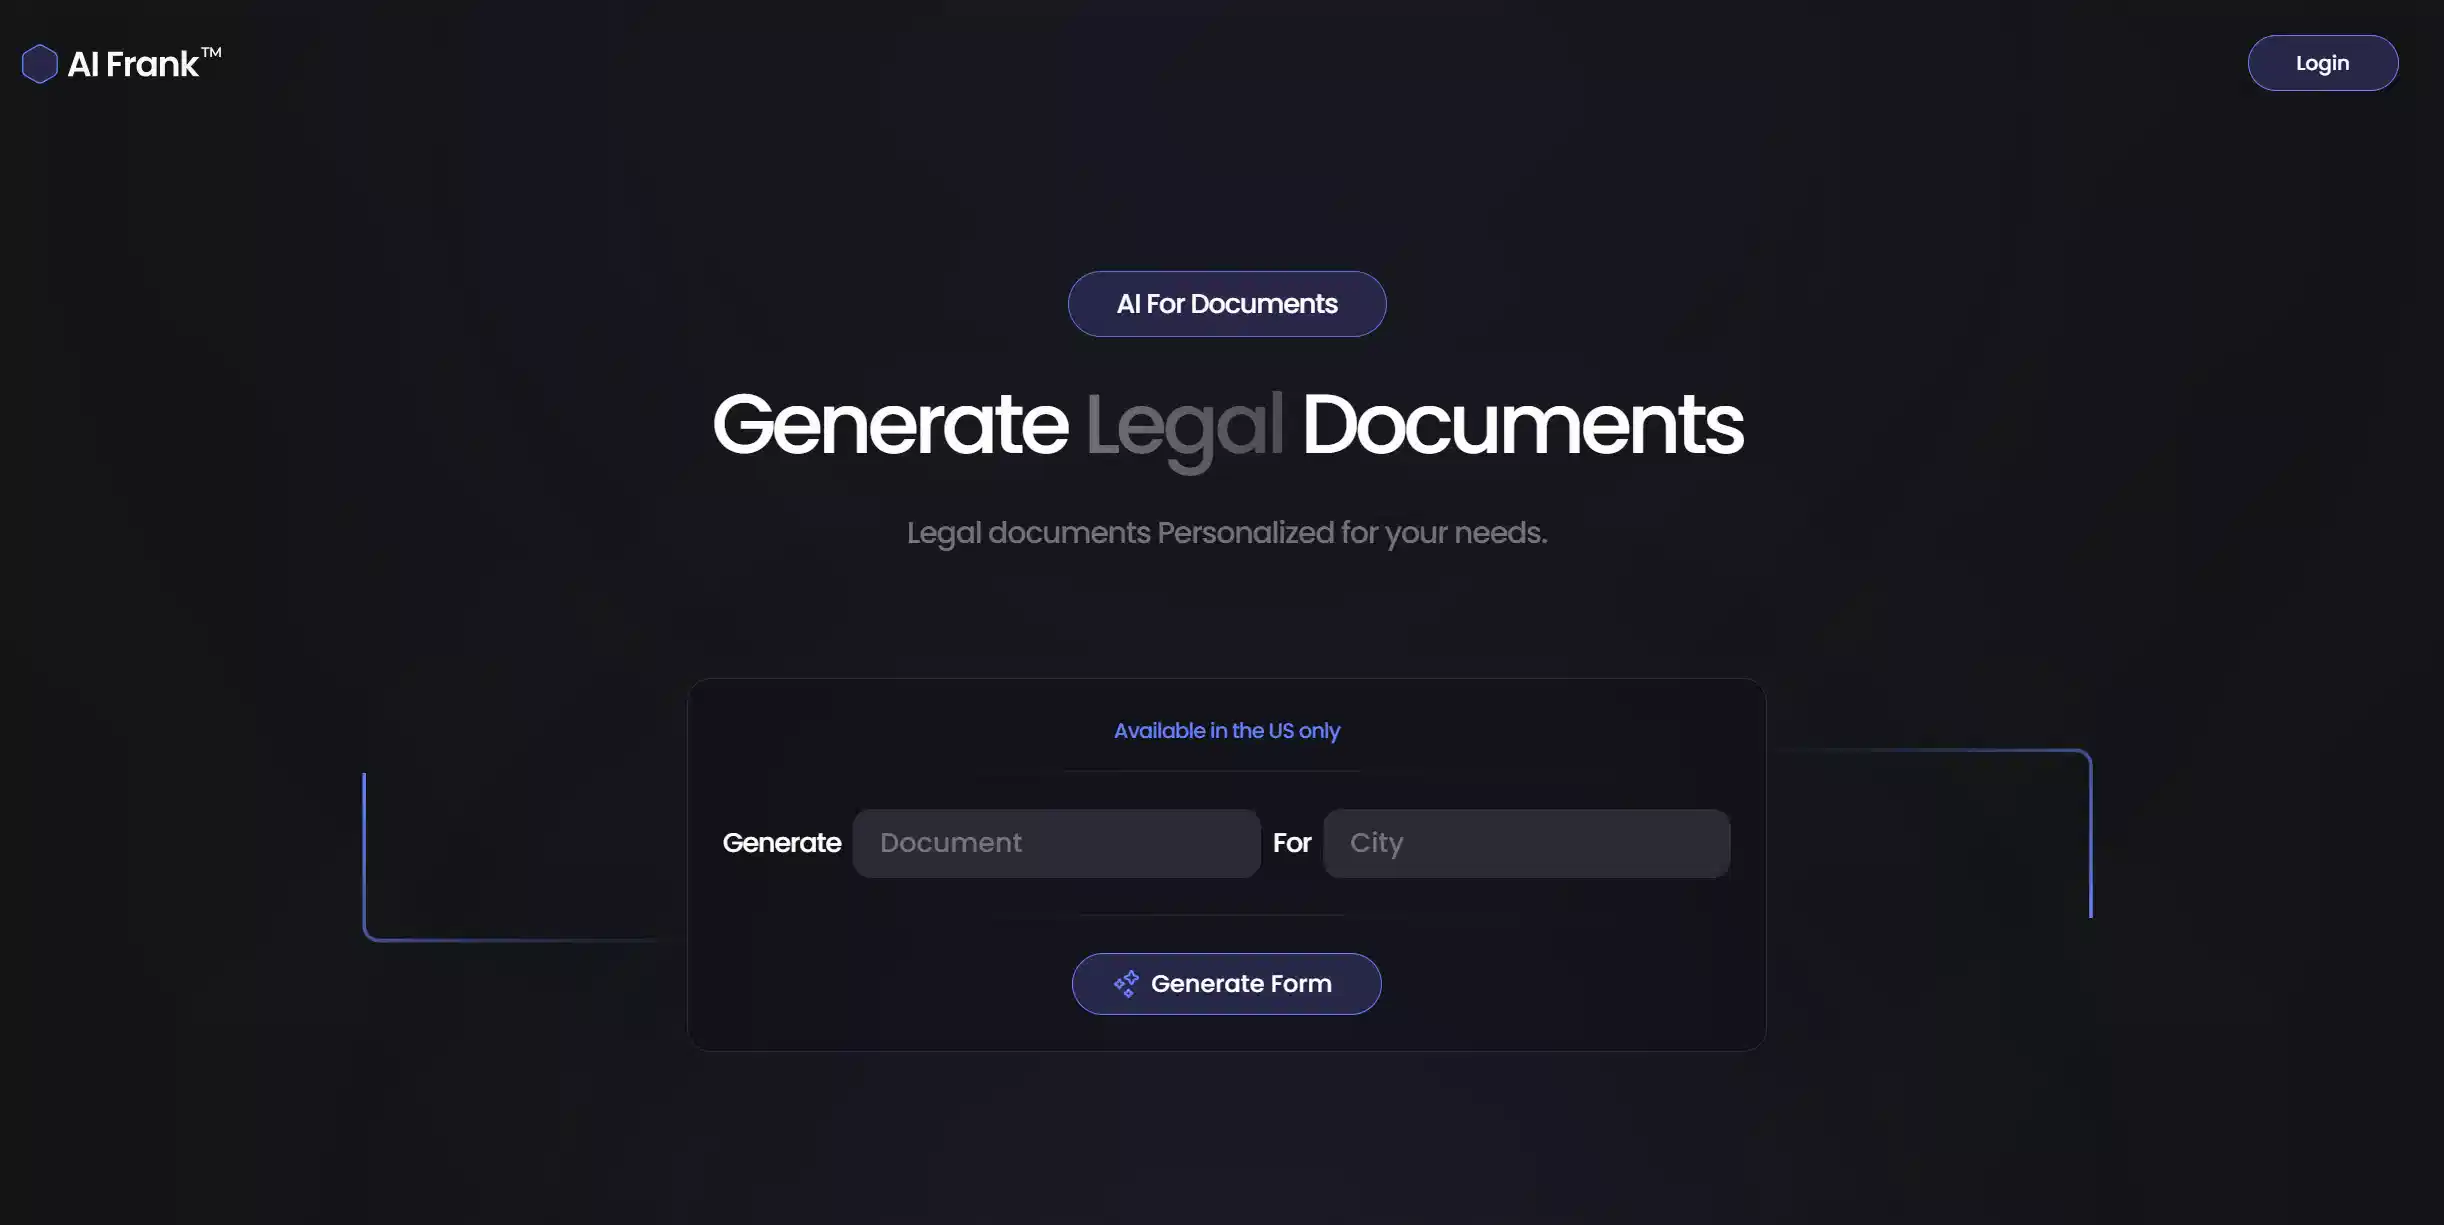 AI Frank™
Login
AI For Documents
Generate Legal Documents
Legal documents Personalized for your needs.
Available in the US only
Generate Document For City
Generate Form